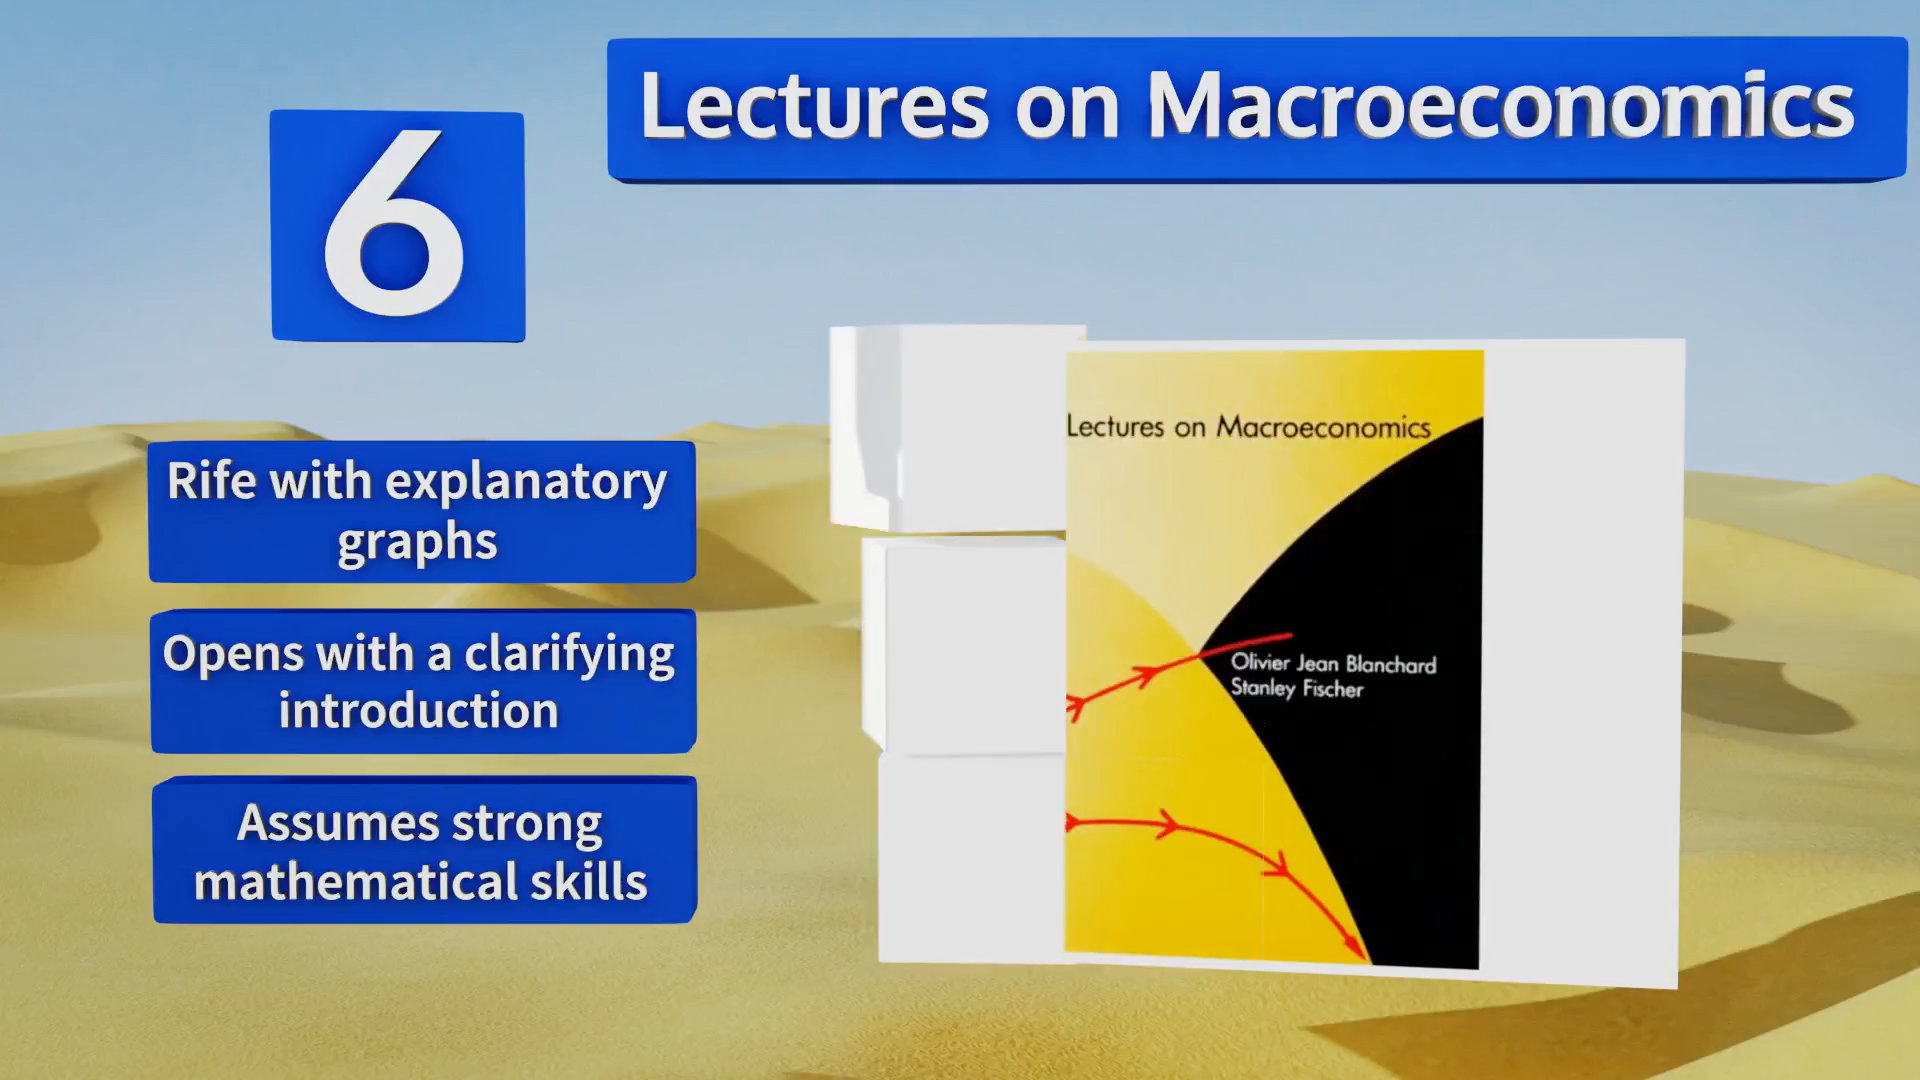 6
Lectures on Macroeconomics
Rife with explanatory
graphs
Opens with a clarifying
introduction
Assumes strong
mathematical skills
Lectures on Macroeconomics
Olivier Jean Blanchard
Stanley Fischer